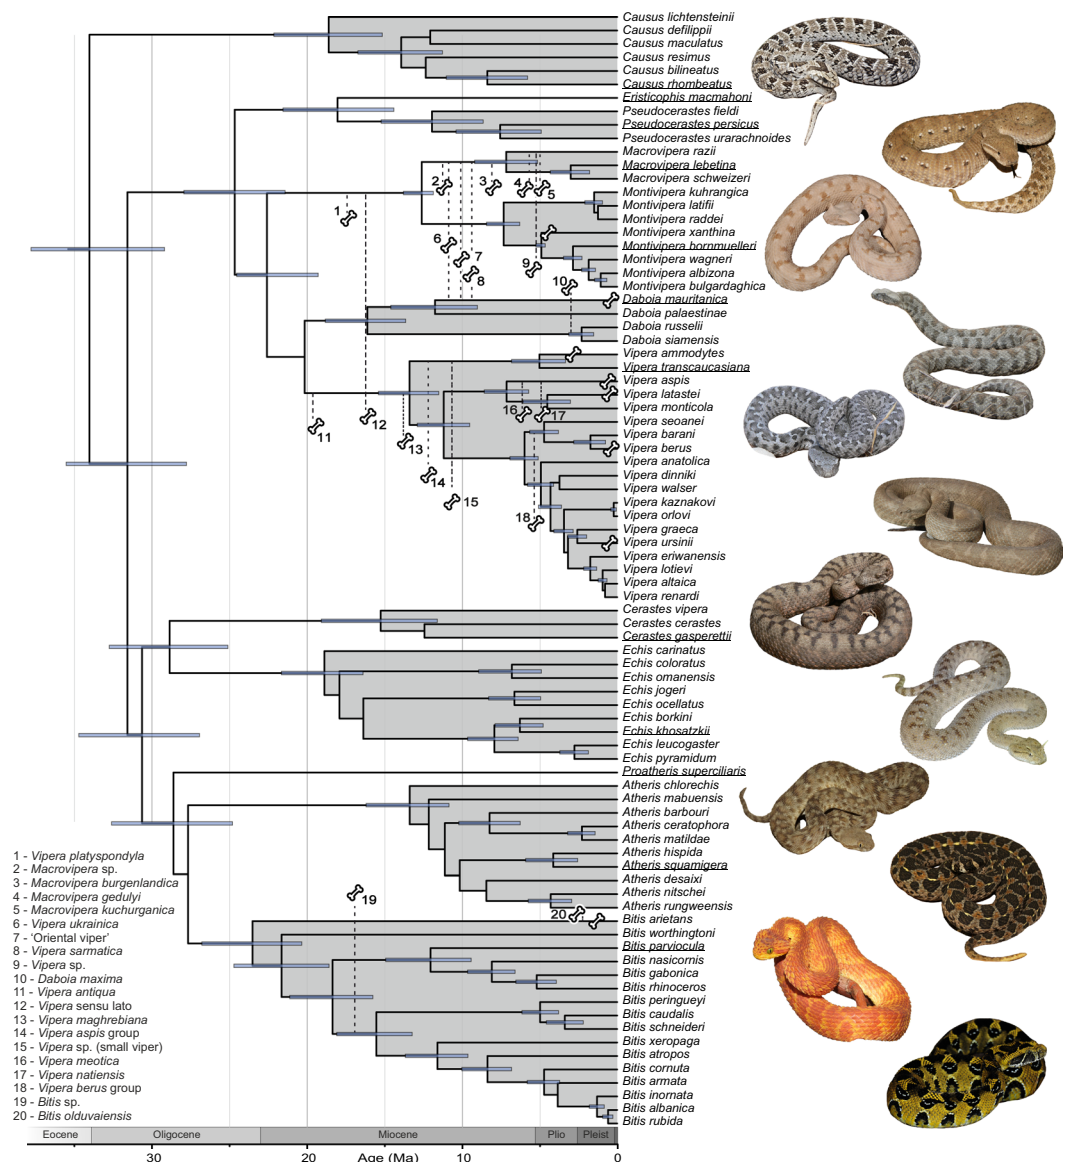 Causus lichtensteinii
Causus defilippii
Causus maculatus
Causus resimus
Causus bilineatus
Causus rhombeatus
Eristicophis macmahoni
Pseudocerastes fieldi
Pseudocerastes persicus
Pseudocerastes urarachnoides
Macrovipera razii
Macrovipera lebetina
Macrovipera schweizeri
Montivipera kuhrangica
Montivipera latifii
Montivipera raddei
Montivipera xanthina
Montivipera bornmuelleri
Montivipera wagneri
Montivipera albizona
Montivipera bulgardaghica
Daboia mauritanica
Daboia palaestinae
Daboia russelii
Daboia siamensis
Vipera ammodytes
Vipera transcaucasiana
Vipera aspis
Vipera latastei
Vipera monticola
Vipera seoanei
Vipera barani
Vipera berus
Vipera anatolica
Vipera dinniki
Vipera walser
Vipera kaznakovi
Vipera orlovi
Vipera graeca
Vipera ursinii
Vipera eriwanensis
Vipera lotievi
Vipera altaica
Vipera renardi
Cerastes vipera
Cerastes cerastes
Cerastes gasperettii
Echis carinatus
Echis coloratus
Echis omanensis
Echis jogeri
Echis ocellatus
Echis borkini
Echis khosatzkii
Echis leucogaster
Echis pyramidum
Proatheris superciliaris
Atheris chlorechis
Atheris mabuensis
Atheris barbouri
Atheris ceratophora
Atheris matildae
Atheris hispida
Atheris squamigera
Atheris desaixi
Atheris nitschei
Atheris rungweensis
Bitis arietans
Bitis worthingtoni
Bitis parviocula
Bitis nasicornis
Bitis gabonica
Bitis rhinoceros
Bitis peringueyi
Bitis caudalis
Bitis schneideri
Bitis xeropaga
Bitis atropos
Bitis cornuta
Bitis armata
Bitis inornata
Bitis albanica
Bitis rubida
1
2
3
4
5
6
7
8
9
10
11
12
13
14
15
16
17
18
19
20
1 - Vipera platyspondyla
2 - Macrovipera sp.
3 - Macrovipera burgenlandica
4 - Macrovipera gedulyi
5 - Macrovipera kuchurganica
6 - Vipera ukrainica
7 - ‘Oriental viper’
8 - Vipera sarmatica
9 - Vipera sp.
10 - Daboia maxima
11 - Vipera antiqua
12 - Vipera sensu lato
13 - Vipera maghrebiana
14 - Vipera aspis group
15 - Vipera sp. (small viper)
16 - Vipera meotica
17 - Vipera natiensis
18 - Vipera berus group
19 - Bitis sp.
20 - Bitis olduvaiensis
Eocene Oligocene Miocene Plio Pleist
30 20 Age (Ma) 10 0